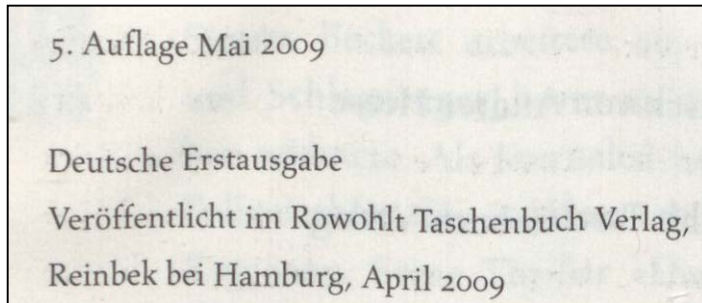 5. Auflage Mai 2009
Deutsche Erstausgabe
Veröffentlicht im Rowohlt Taschenbuch Verlag,
Reinbek bei Hamburg, April 2009